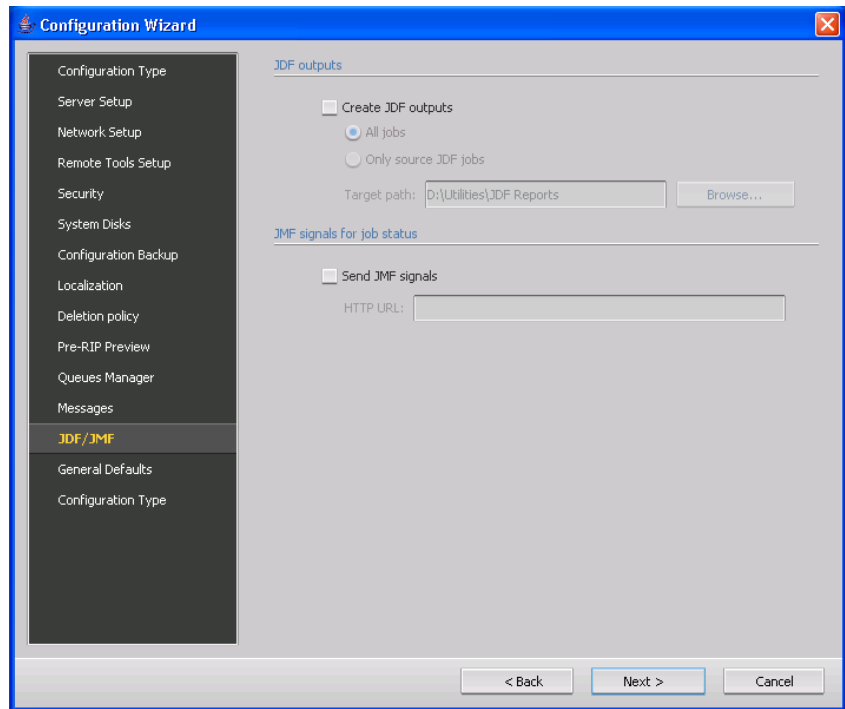 Configuration Wizard
Configuration Type
Server Setup
Network Setup
Remote Tools Setup
Security
System Disks
Configuration Backup
Localization
Deletion policy
Pre-RIP Preview
Queues Manager
Messages
JDF/JMF
General Defaults
Configuration Type
JDF outputs
Create JDF outputs
All jobs
Only source JDF jobs
Target path: D:\Utilities\JDF Reports Browse...
JMF signals for job status
Send JMF signals
HTTP URL:
< Back Next > Cancel